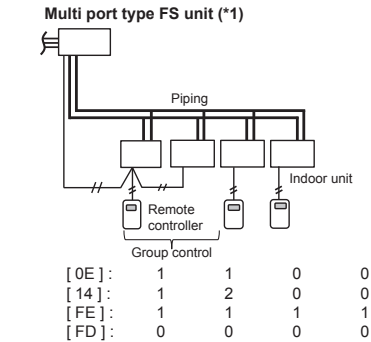 Multi port type FS unit (*1)
Piping
Indoor unit
Remote
controller
Group control
[ 0E ] : 1 1 0 0
[ 14 ] : 1 2 0 0
[ FE ] : 1 1 1 1
[ FD ] : 0 0 0 0